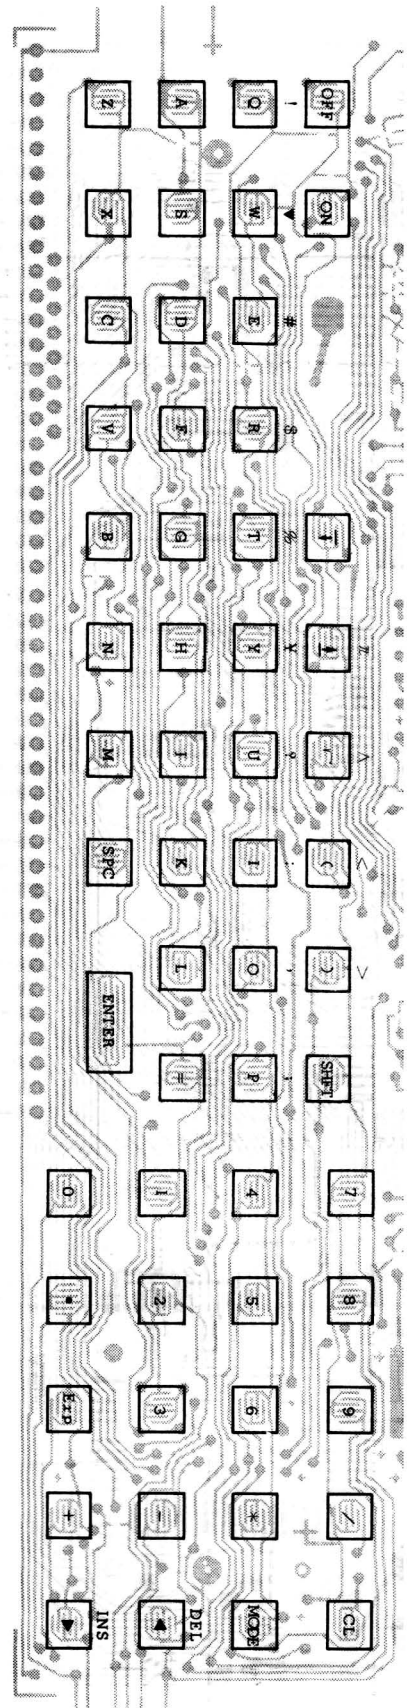 π ^ < >
OFF ON ↓ ↑ √ ( ) SHFT 7 8 9 / CL
! # $ % ¥ : , ;
Q W E R T Y U I O P 4 5 6 * MODE
DEL
A S D F G H J K L = 1 2 3 - ◀
INS
Z X C V B N M SPC ENTER 0 • Exp + ▶